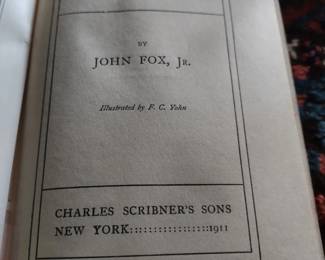 BY
JOHN FOX, JR.
Illustrated by F. C. Yohn
CHARLES SCRIBNER'S SONS
NEW YORK::::::::::::::::::1911